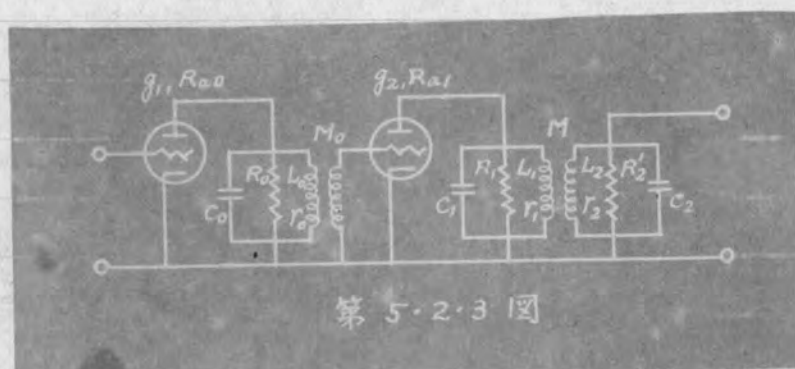 g₁, Ra0
g₂, Ra1
M₀
M
C₀
R₀
L₀
r₀
C₁
R₁
L₁
r₁
L₂
r₂
R₂'
C₂
第 5・2・3 図